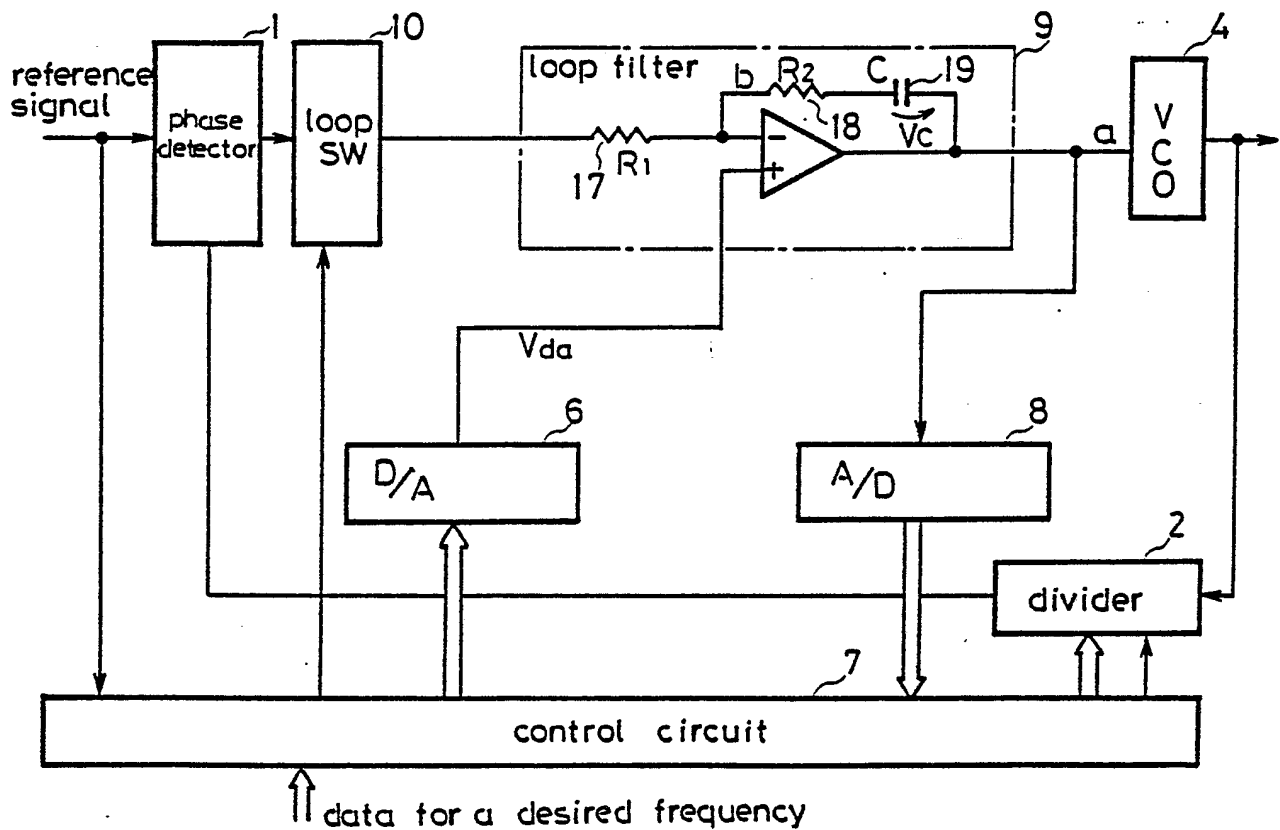 1
10
9
4
reference
signal
phase
detector
loop
SW
loop filter
b
R2
C
19
18
Vc
17
R1
−
+
a
V
C
O
Vda
6
D/A
8
A/D
2
divider
7
control circuit
data for a desired frequency